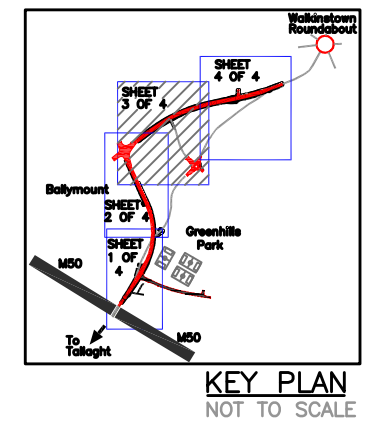 Walkinstown
Roundabout
SHEET
4 OF 4
SHEET
3 OF 4
Ballymount
SHEET
2 OF 4
Greenhills
Park
SHEET
1 OF
4
M50
To
Tallaght
M50
KEY PLAN
NOT TO SCALE